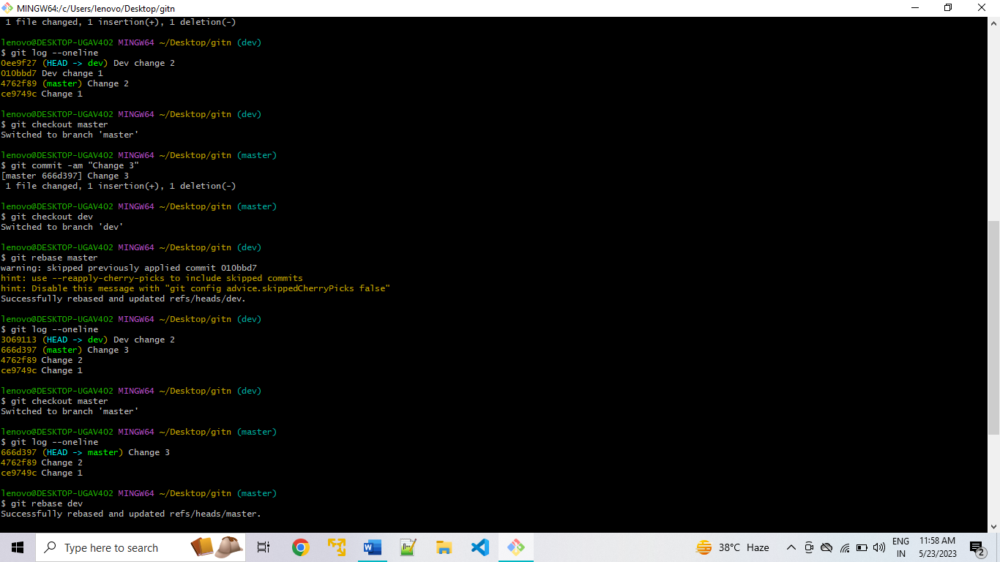 MINGW64:/c/Users/lenovo/Desktop/gitn
1 file changed, 1 insertion(+), 1 deletion(-)
lenovo@DESKTOP-UGAV4O2 MINGW64 ~/Desktop/gitn (dev)
$ git log --oneline
0ee9f27 (HEAD -> dev) Dev change 2
010bbd7 Dev change 1
4762f89 (master) Change 2
ce9749c Change 1
lenovo@DESKTOP-UGAV4O2 MINGW64 ~/Desktop/gitn (dev)
$ git checkout master
Switched to branch 'master'
lenovo@DESKTOP-UGAV4O2 MINGW64 ~/Desktop/gitn (master)
$ git commit -am "Change 3"
[master 666d397] Change 3
1 file changed, 1 insertion(+), 1 deletion(-)
lenovo@DESKTOP-UGAV4O2 MINGW64 ~/Desktop/gitn (master)
$ git checkout dev
Switched to branch 'dev'
lenovo@DESKTOP-UGAV4O2 MINGW64 ~/Desktop/gitn (dev)
$ git rebase master
warning: skipped previously applied commit 010bbd7
hint: use --reapply-cherry-picks to include skipped commits
hint: Disable this message with "git config advice.skippedCherryPicks false"
Successfully rebased and updated refs/heads/dev.
lenovo@DESKTOP-UGAV4O2 MINGW64 ~/Desktop/gitn (dev)
$ git log --oneline
3069113 (HEAD -> dev) Dev change 2
666d397 (master) Change 3
4762f89 Change 2
ce9749c Change 1
lenovo@DESKTOP-UGAV4O2 MINGW64 ~/Desktop/gitn (dev)
$ git checkout master
Switched to branch 'master'
lenovo@DESKTOP-UGAV4O2 MINGW64 ~/Desktop/gitn (master)
$ git log --oneline
666d397 (HEAD -> master) Change 3
4762f89 Change 2
ce9749c Change 1
lenovo@DESKTOP-UGAV4O2 MINGW64 ~/Desktop/gitn (master)
$ git rebase dev
Successfully rebased and updated refs/heads/master.
Type here to search
38°C Haze
ENG
IN
11:58 AM
5/23/2023
2